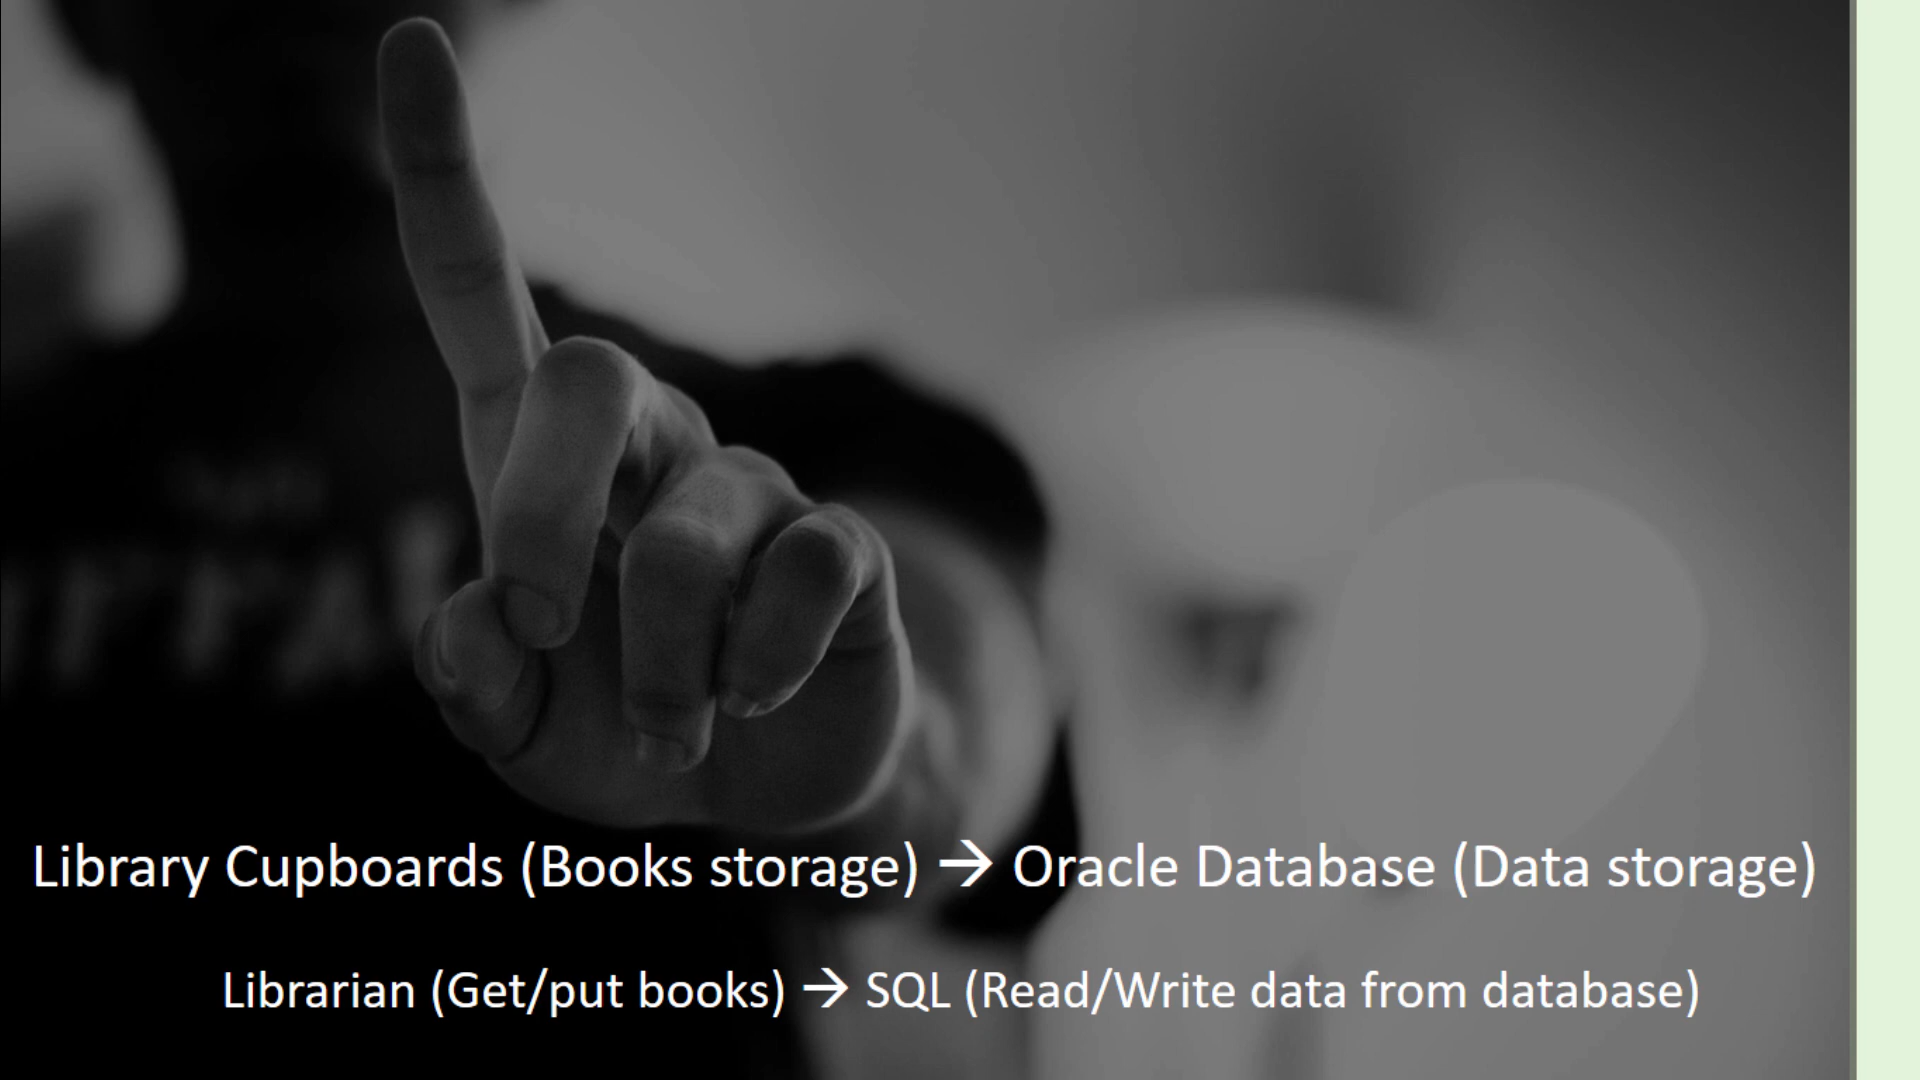 Library Cupboards (Books storage) → Oracle Database (Data storage)
Librarian (Get/put books) → SQL (Read/Write data from database)